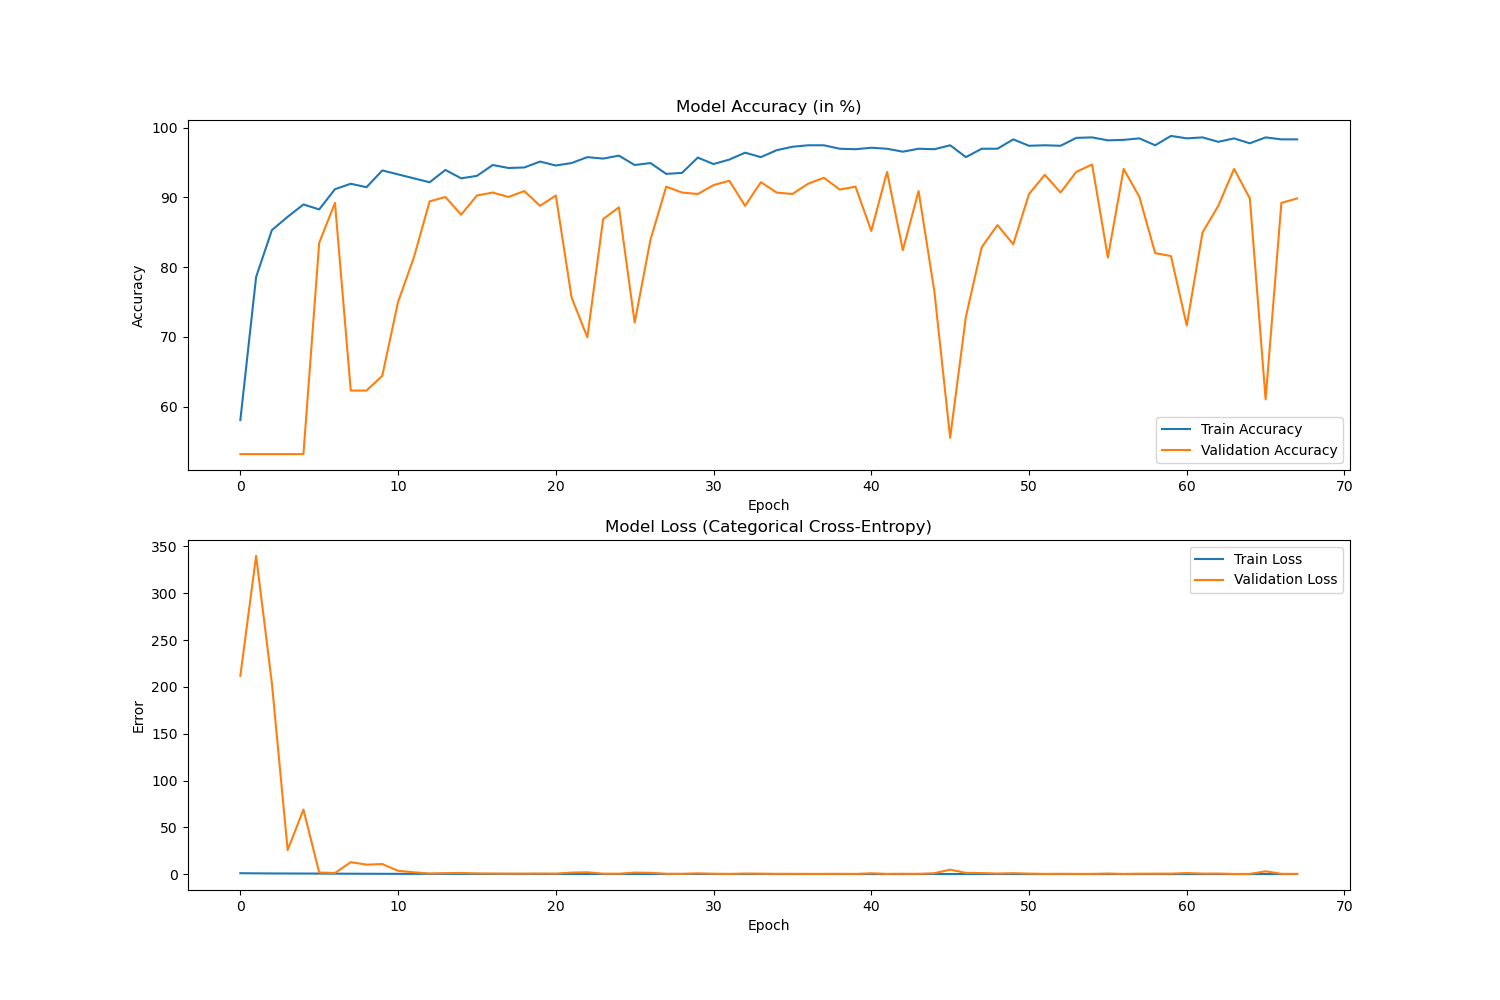 Model Accuracy (in %)
100
90
80
70
60
Accuracy
Train Accuracy
Validation Accuracy
0 10 20 30 40 50 60 70
Epoch
Model Loss (Categorical Cross-Entropy)
350
300
250
200
150
100
50
0
Error
Train Loss
Validation Loss
0 10 20 30 40 50 60 70
Epoch